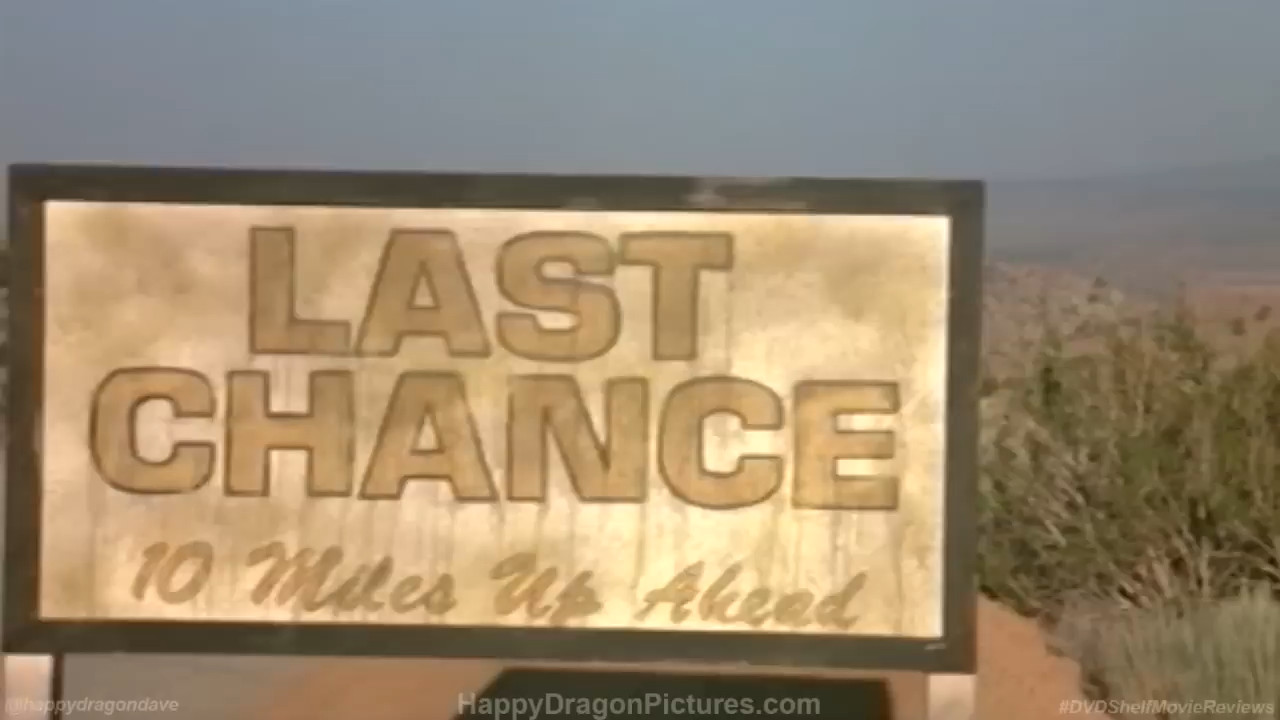 LAST
CHANCE
10 Miles Up Ahead
@happydragondave
HappyDragonPictures.com
#DVDShelfMovieReviews